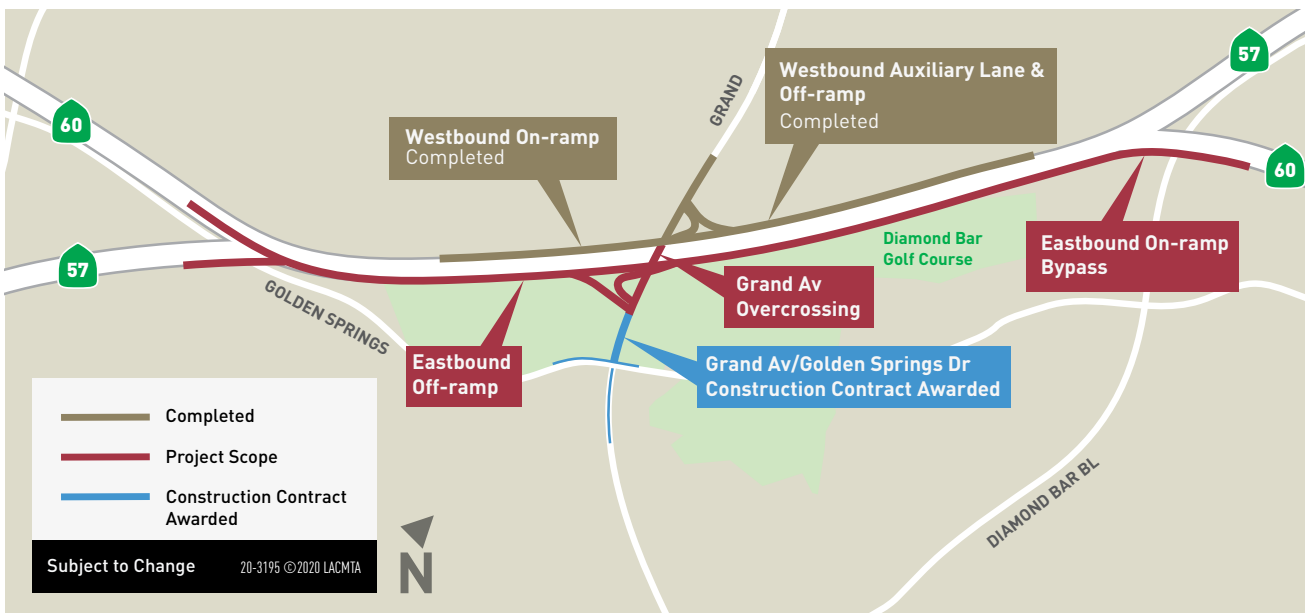 57
60
GRAND
Westbound Auxiliary Lane &
Off-ramp
Completed
Westbound On-ramp
Completed
60
57
GOLDEN SPRINGS
Diamond Bar
Golf Course
Eastbound On-ramp
Bypass
Grand Av
Overcrossing
Eastbound
Off-ramp
Grand Av/Golden Springs Dr
Construction Contract Awarded
DIAMOND BAR BL
Completed
Project Scope
Construction Contract
Awarded
N
Subject to Change 20-3195 ©2020 LACMTA